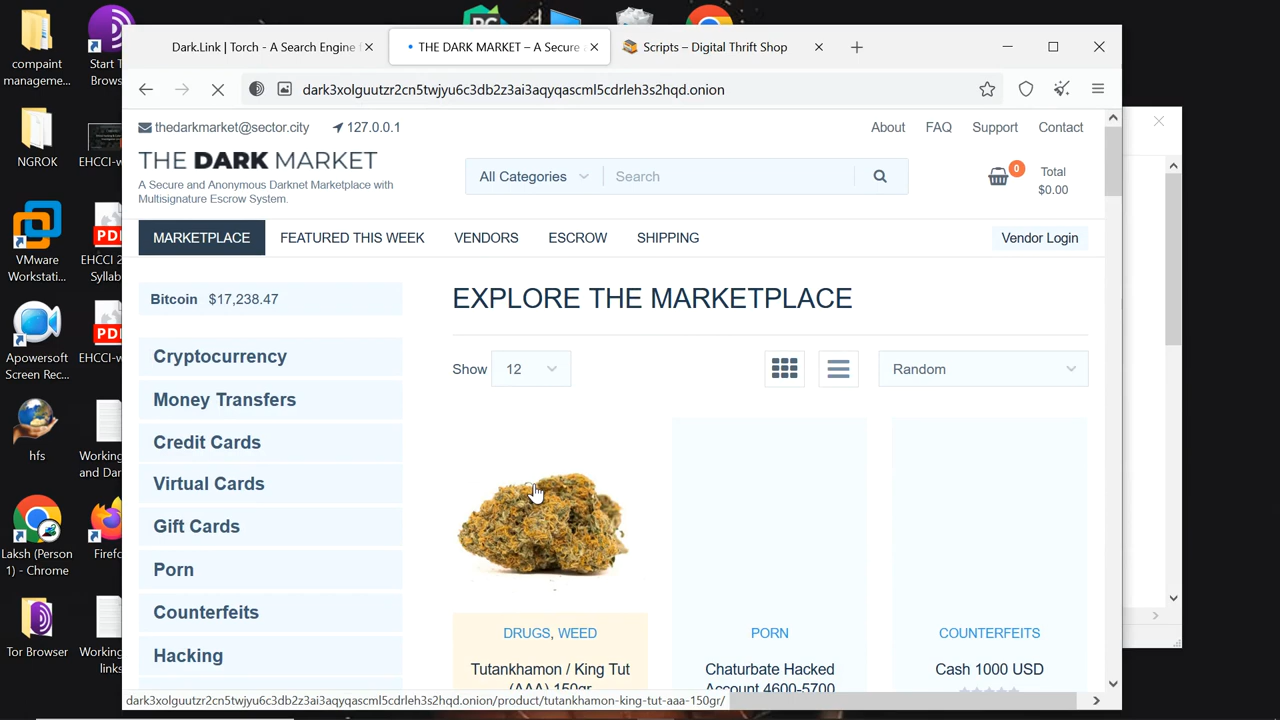 compaint
manageme...
Start T
Brows
NGROK
EHCCI-
VMware
Workstati...
EHCCI 2
Syllab
Apowersoft
Screen Rec...
EHCCI-w
hfs
Working
and Dar
Laksh (Person
1) - Chrome
Firefo
Tor Browser
Working
links
Dark.Link | Torch - A Search Engine
THE DARK MARKET – A Secure
Scripts – Digital Thrift Shop
dark3xolguutzr2cn5twjyu6c3db2z3ai3aqyqascml5cdrleh3s2hqd.onion
thedarkmarket@sector.city 127.0.0.1
About FAQ Support Contact
THE DARK MARKET
A Secure and Anonymous Darknet Marketplace with
Multisignature Escrow System.
All Categories Search
0
Total
$0.00
MARKETPLACE FEATURED THIS WEEK VENDORS ESCROW SHIPPING Vendor Login
Bitcoin $17,238.47
Cryptocurrency
Money Transfers
Credit Cards
Virtual Cards
Gift Cards
Porn
Counterfeits
Hacking
EXPLORE THE MARKETPLACE
Show 12 Random
DRUGS, WEED
Tutankhamon / King Tut
(AAA) 150gr
PORN
Chaturbate Hacked
Account 4600-5700
COUNTERFEITS
Cash 1000 USD
dark3xolguutzr2cn5twjyu6c3db2z3ai3aqyqascml5cdrleh3s2hqd.onion/product/tutankhamon-king-tut-aaa-150gr/